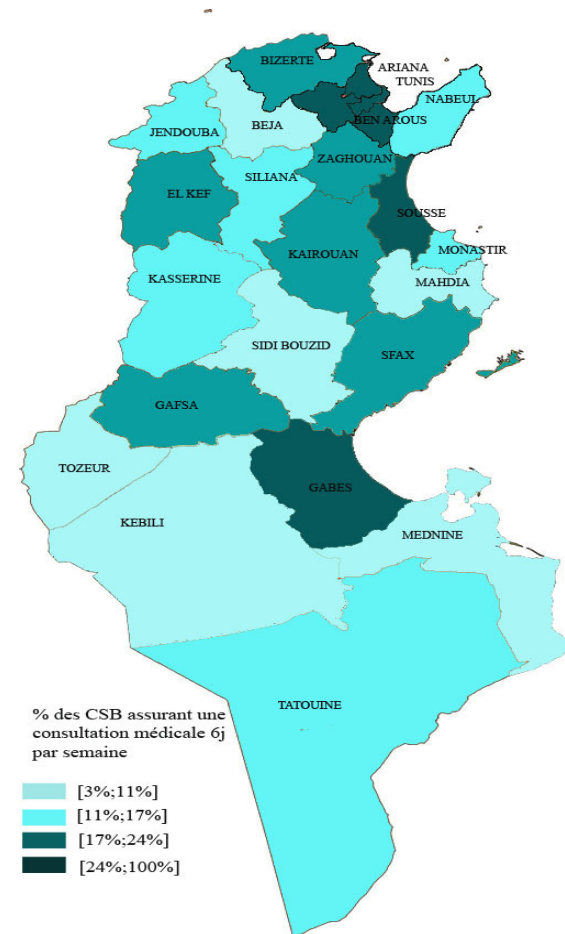 BIZERTE
ARIANA
TUNIS
NABEUL
BEN AROUS
BEJA
JENDOUBA
ZAGHOUAN
SILIANA
EL KEF
SOUSSE
MONASTIR
KAIROUAN
KASSERINE
MAHDIA
SIDI BOUZID
SFAX
GAFSA
TOZEUR
GABES
KEBILI
MEDNINE
TATOUINE
% des CSB assurant une
consultation médicale 6j
par semaine
[3%;11%]
[11%;17%]
[17%;24%]
[24%;100%]